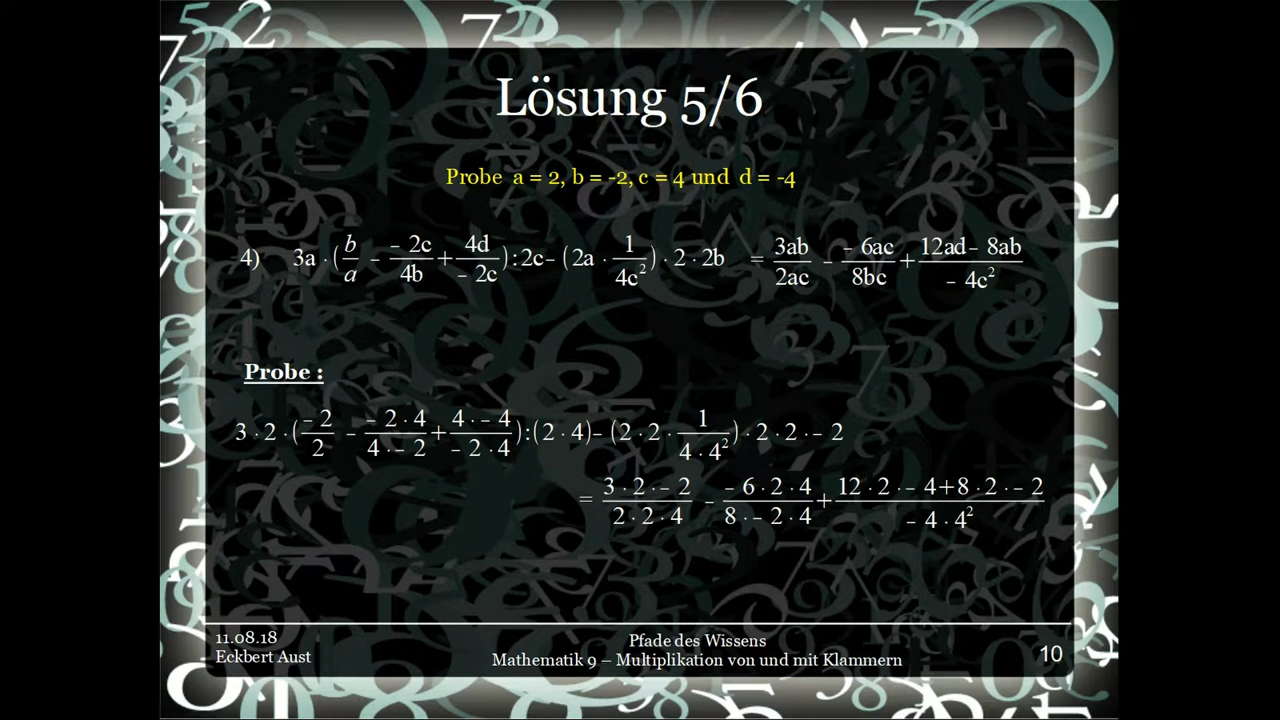 Lösung 5/6
Probe a = 2, b = -2, c = 4 und d = -4
4) 3a · (b/a – – 2c/4b + 4d/– 2c) : 2c – (2a · 1/4c²) · 2 · 2b = 3ab/2ac – – 6ac/8bc + 12ad – 8ab/– 4c²
Probe :
3 · 2 · (– 2/2 – – 2 · 4/4 · – 2 + 4 · – 4/– 2 · 4) : (2 · 4) – (2 · 2 · 1/4 · 4²) · 2 · 2 · – 2
= 3 · 2 · – 2/2 · 2 · 4 – – 6 · 2 · 4/8 · – 2 · 4 + 12 · 2 · – 4+8 · 2 · – 2/– 4 · 4²
11.08.18
Eckbert Aust
Pfade des Wissens
Mathematik 9 – Multiplikation von und mit Klammern
10